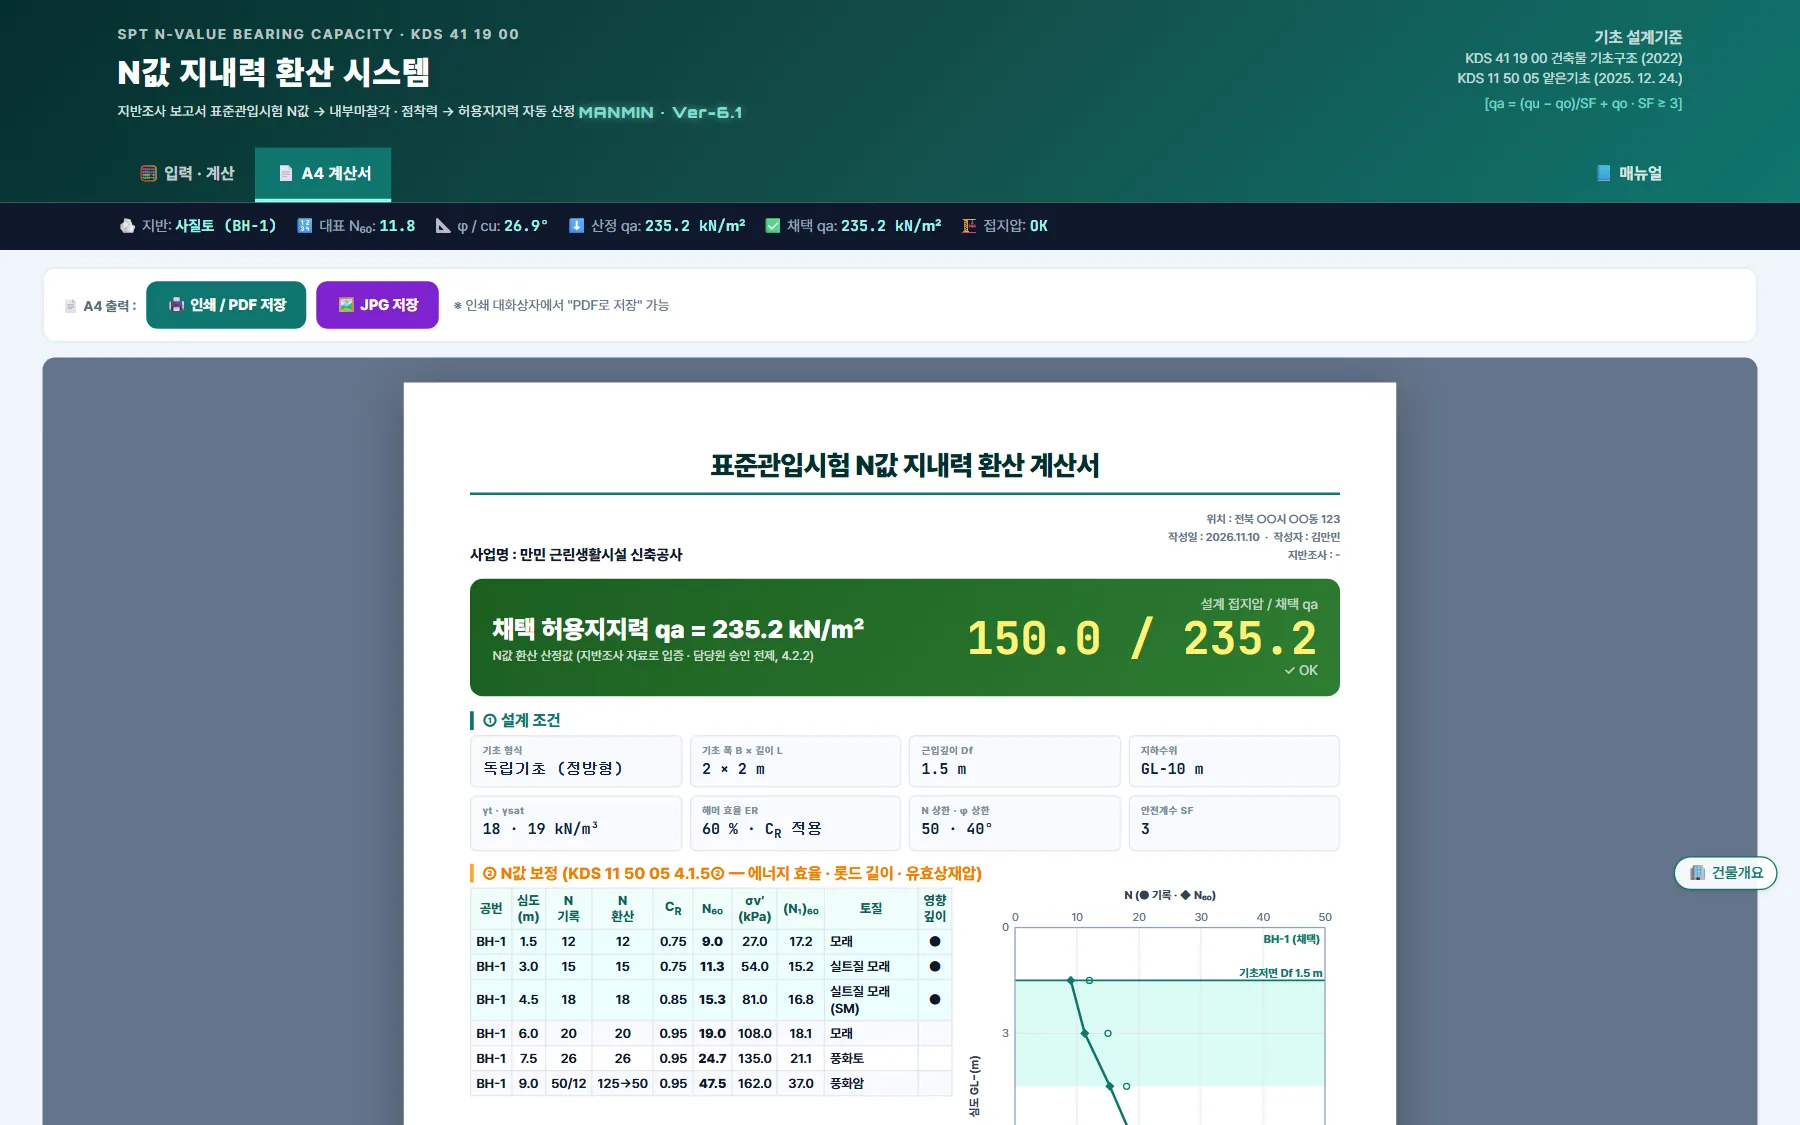 SPT N-VALUE BEARING CAPACITY · KDS 41 19 00
N값 지내력 환산 시스템
지반조사 보고서 표준관입시험 N값 → 내부마찰각 · 점착력 → 허용지지력 자동 산정 MANMIN · Ver-6.1
기초 설계기준
KDS 41 19 00 건축물 기초구조 (2022)
KDS 11 50 05 얕은기초 (2025. 12. 24.)
[qa = (qu − qo)/SF + qo · SF ≥ 3]
입력 · 계산
A4 계산서
매뉴얼
지반: 사질토 (BH-1) 대표 N₆₀: 11.8 φ / cu: 26.9° 산정 qa: 235.2 kN/m² 채택 qa: 235.2 kN/m² 접지압: OK
A4 출력 : 인쇄 / PDF 저장 JPG 저장 ※ 인쇄 대화상자에서 "PDF로 저장" 가능
표준관입시험 N값 지내력 환산 계산서
위치 : 전북 OO시 OO동 123
작성일 : 2026.11.10 · 작성자 : 김만민
사업명 : 만민 근린생활시설 신축공사
지반조사 : -
채택 허용지지력 qa = 235.2 kN/m²
N값 환산 산정값 (지반조사 자료로 입증 · 담당원 승인 전제, 4.2.2)
설계 접지압 / 채택 qa
150.0 / 235.2
✓ OK
① 설계 조건
기초 형식
독립기초 (정방형)
기초 폭 B × 길이 L
2 × 2 m
근입깊이 Df
1.5 m
지하수위
GL-10 m
γt · γsat
18 · 19 kN/m³
해머 효율 ER
60 % · C_R 적용
N 상한 · φ 상한
50 · 40°
안전계수 SF
3
② N값 보정 (KDS 11 50 05 4.1.5② — 에너지 효율 · 롯드 길이 · 유효상재압)
공번 심도 (m) N 기록 N 환산 C_R N₆₀ σv′ (kPa) (N₁)₆₀ 토질 영향 깊이
BH-1 1.5 12 12 0.75 9.0 27.0 17.2 모래 ●
BH-1 3.0 15 15 0.75 11.3 54.0 15.2 실트질 모래 ●
BH-1 4.5 18 18 0.85 15.3 81.0 16.8 실트질 모래 (SM) ●
BH-1 6.0 20 20 0.95 19.0 108.0 18.1 모래
BH-1 7.5 26 26 0.95 24.7 135.0 21.1 풍화토
BH-1 9.0 50/12 125→50 0.95 47.5 162.0 37.0 풍화암
N (● 기록 · ◆ N₆₀)
0 10 20 30 40 50
0
BH-1 (채택)
기초저면 Df 1.5 m
3
심도 GL-(m)
건물개요